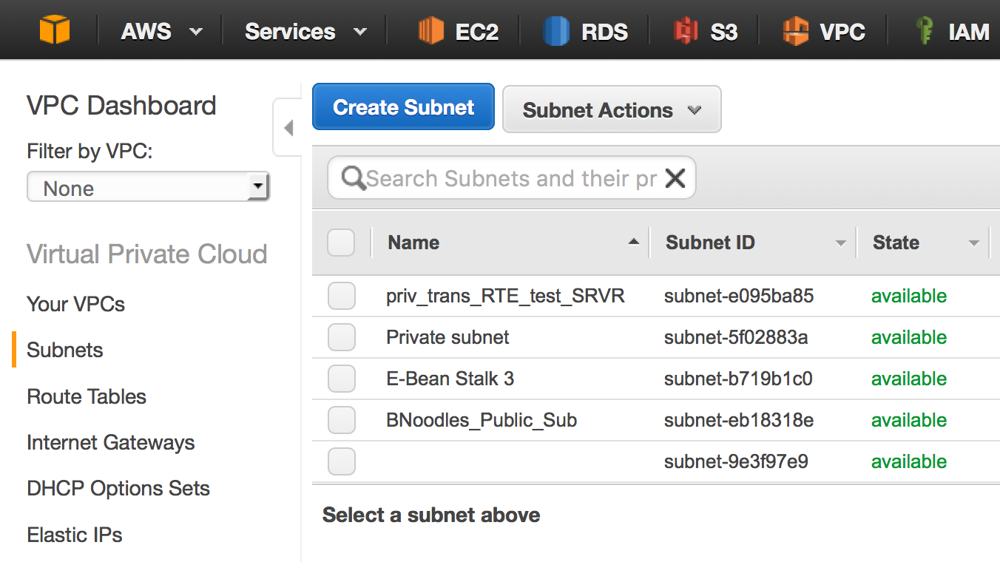 AWS Services EC2 RDS S3 VPC IAM
VPC Dashboard
Filter by VPC:
None
Virtual Private Cloud
Your VPCs
Subnets
Route Tables
Internet Gateways
DHCP Options Sets
Elastic IPs
Create Subnet Subnet Actions
Search Subnets and their pr
Name Subnet ID State
priv_trans_RTE_test_SRVR subnet-e095ba85 available
Private subnet subnet-5f02883a available
E-Bean Stalk 3 subnet-b719b1c0 available
BNoodles_Public_Sub subnet-eb18318e available
subnet-9e3f97e9 available
Select a subnet above